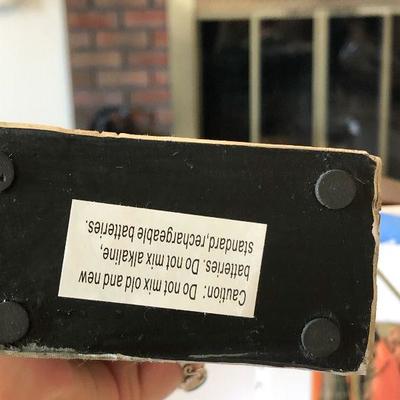 Caution: Do not mix old and new
batteries. Do not mix alkaline,
standard,rechargeable batteries.